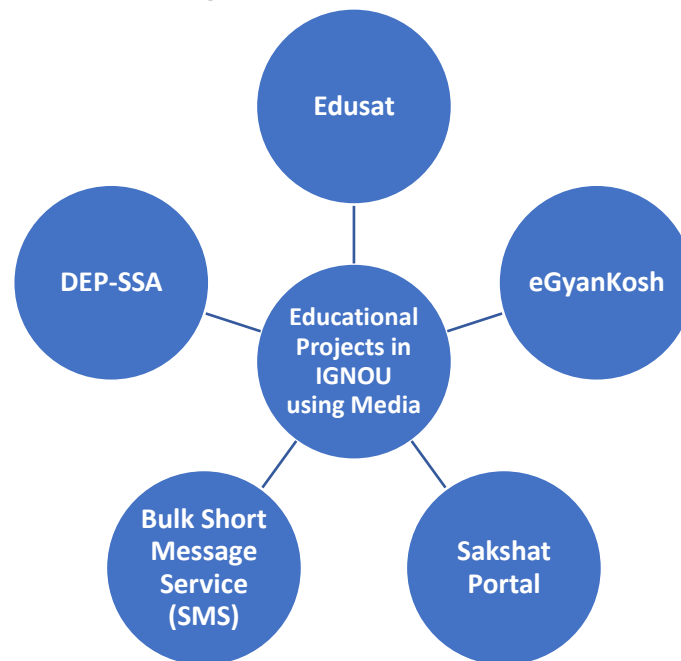 Edusat
DEP-SSA
eGyanKosh
Educational
Projects in
IGNOU
using Media
Bulk Short
Message
Service
(SMS)
Sakshat
Portal